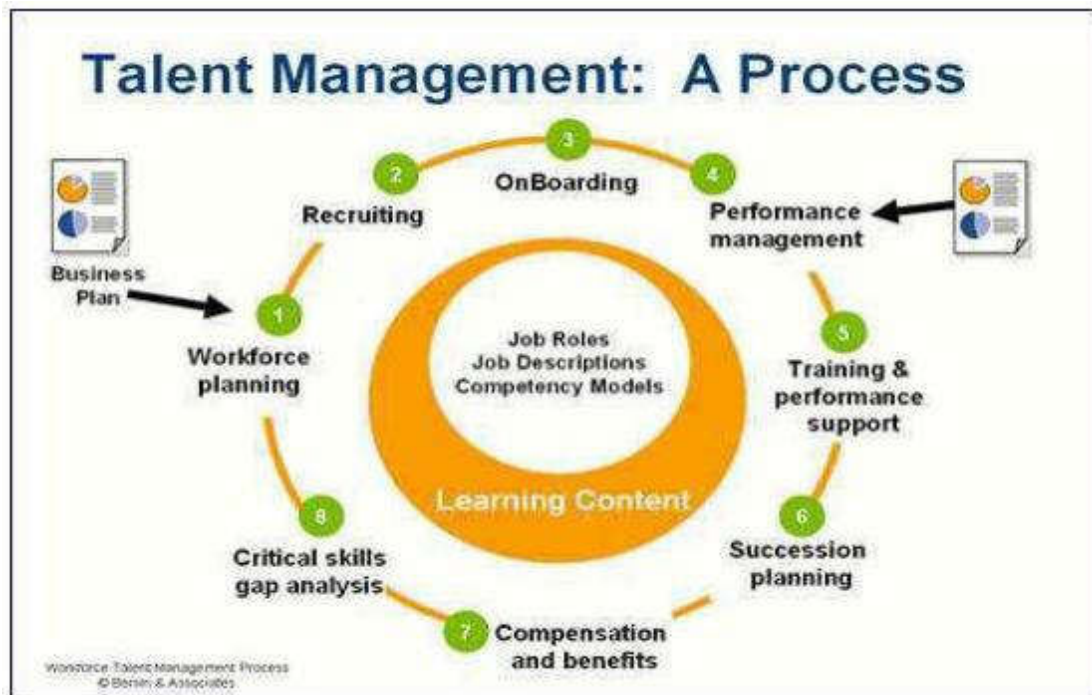 Talent Management: A Process
3
OnBoarding
2
Recruiting
4
Performance
management
Business
Plan
1
Workforce
planning
Job Roles
Job Descriptions
Competency Models
Learning Content
5
Training &
performance
support
6
Succession
planning
7
Compensation
and benefits
8
Critical skills
gap analysis
Workforce Talent Management Process
© Bersin & Associates